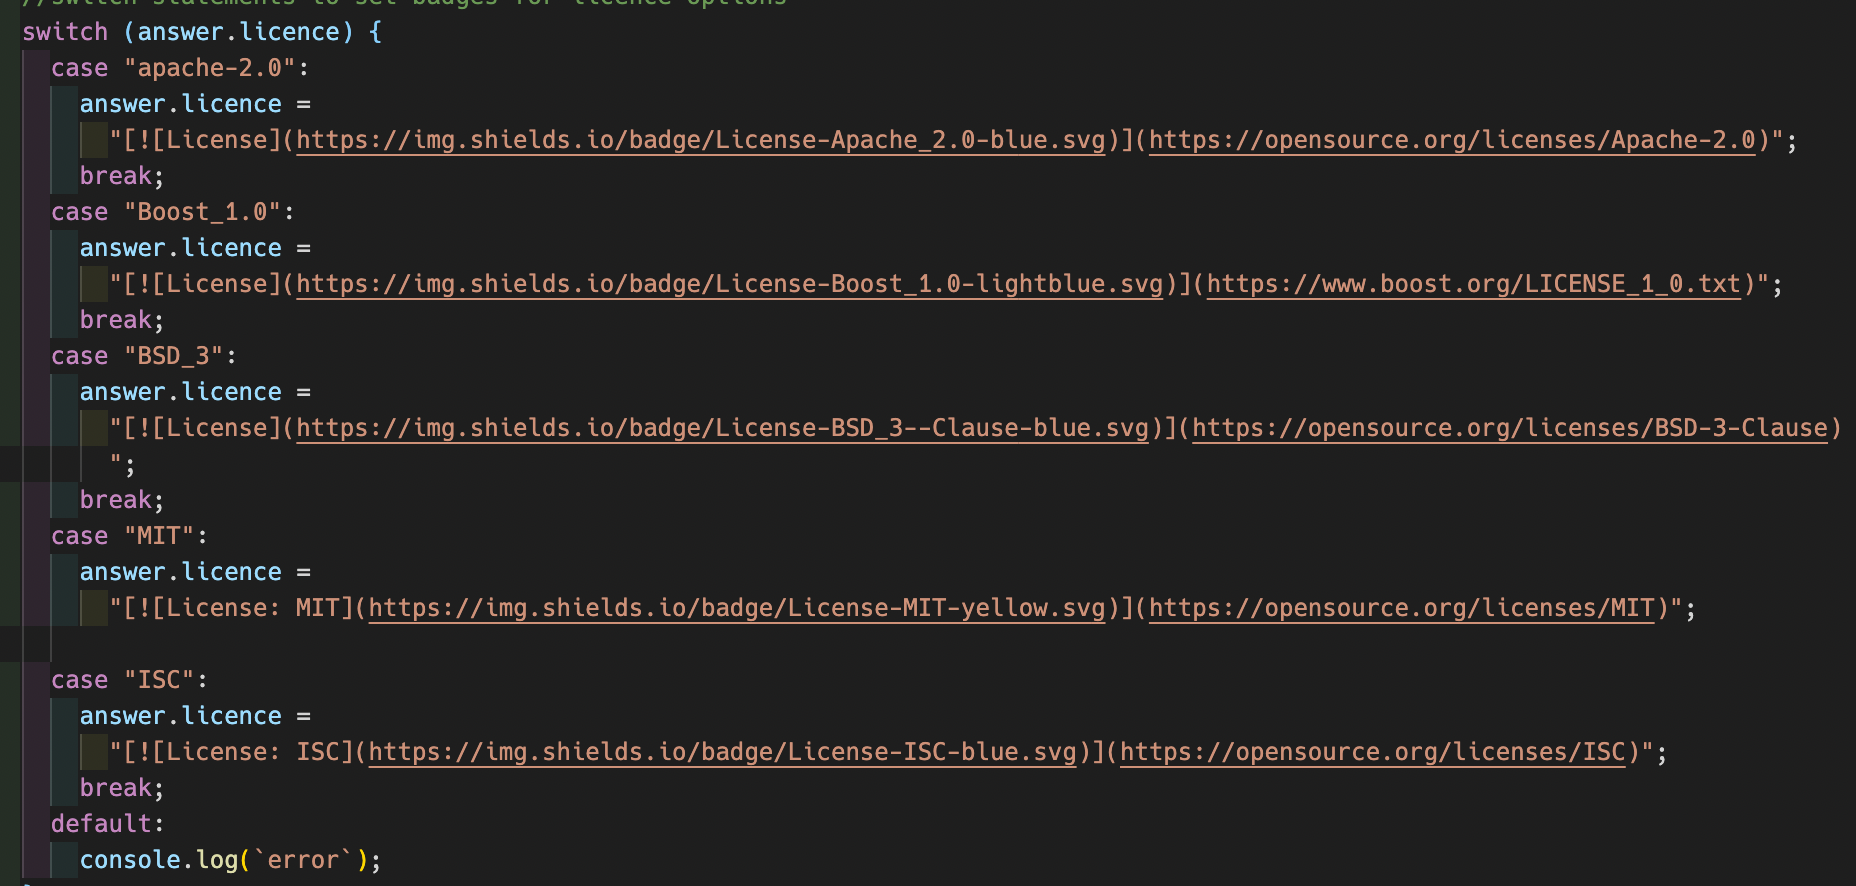 //switch statements to set badges for licence options
switch (answer.licence) {
case "apache-2.0":
answer.licence =
"[![License](https://img.shields.io/badge/License-Apache_2.0-blue.svg)](https://opensource.org/licenses/Apache-2.0)";
break;
case "Boost_1.0":
answer.licence =
"[![License](https://img.shields.io/badge/License-Boost_1.0-lightblue.svg)](https://www.boost.org/LICENSE_1_0.txt)";
break;
case "BSD_3":
answer.licence =
"[![License](https://img.shields.io/badge/License-BSD_3--Clause-blue.svg)](https://opensource.org/licenses/BSD-3-Clause)
";
break;
case "MIT":
answer.licence =
"[![License: MIT](https://img.shields.io/badge/License-MIT-yellow.svg)](https://opensource.org/licenses/MIT)";
case "ISC":
answer.licence =
"[![License: ISC](https://img.shields.io/badge/License-ISC-blue.svg)](https://opensource.org/licenses/ISC)";
break;
default:
console.log(`error`);